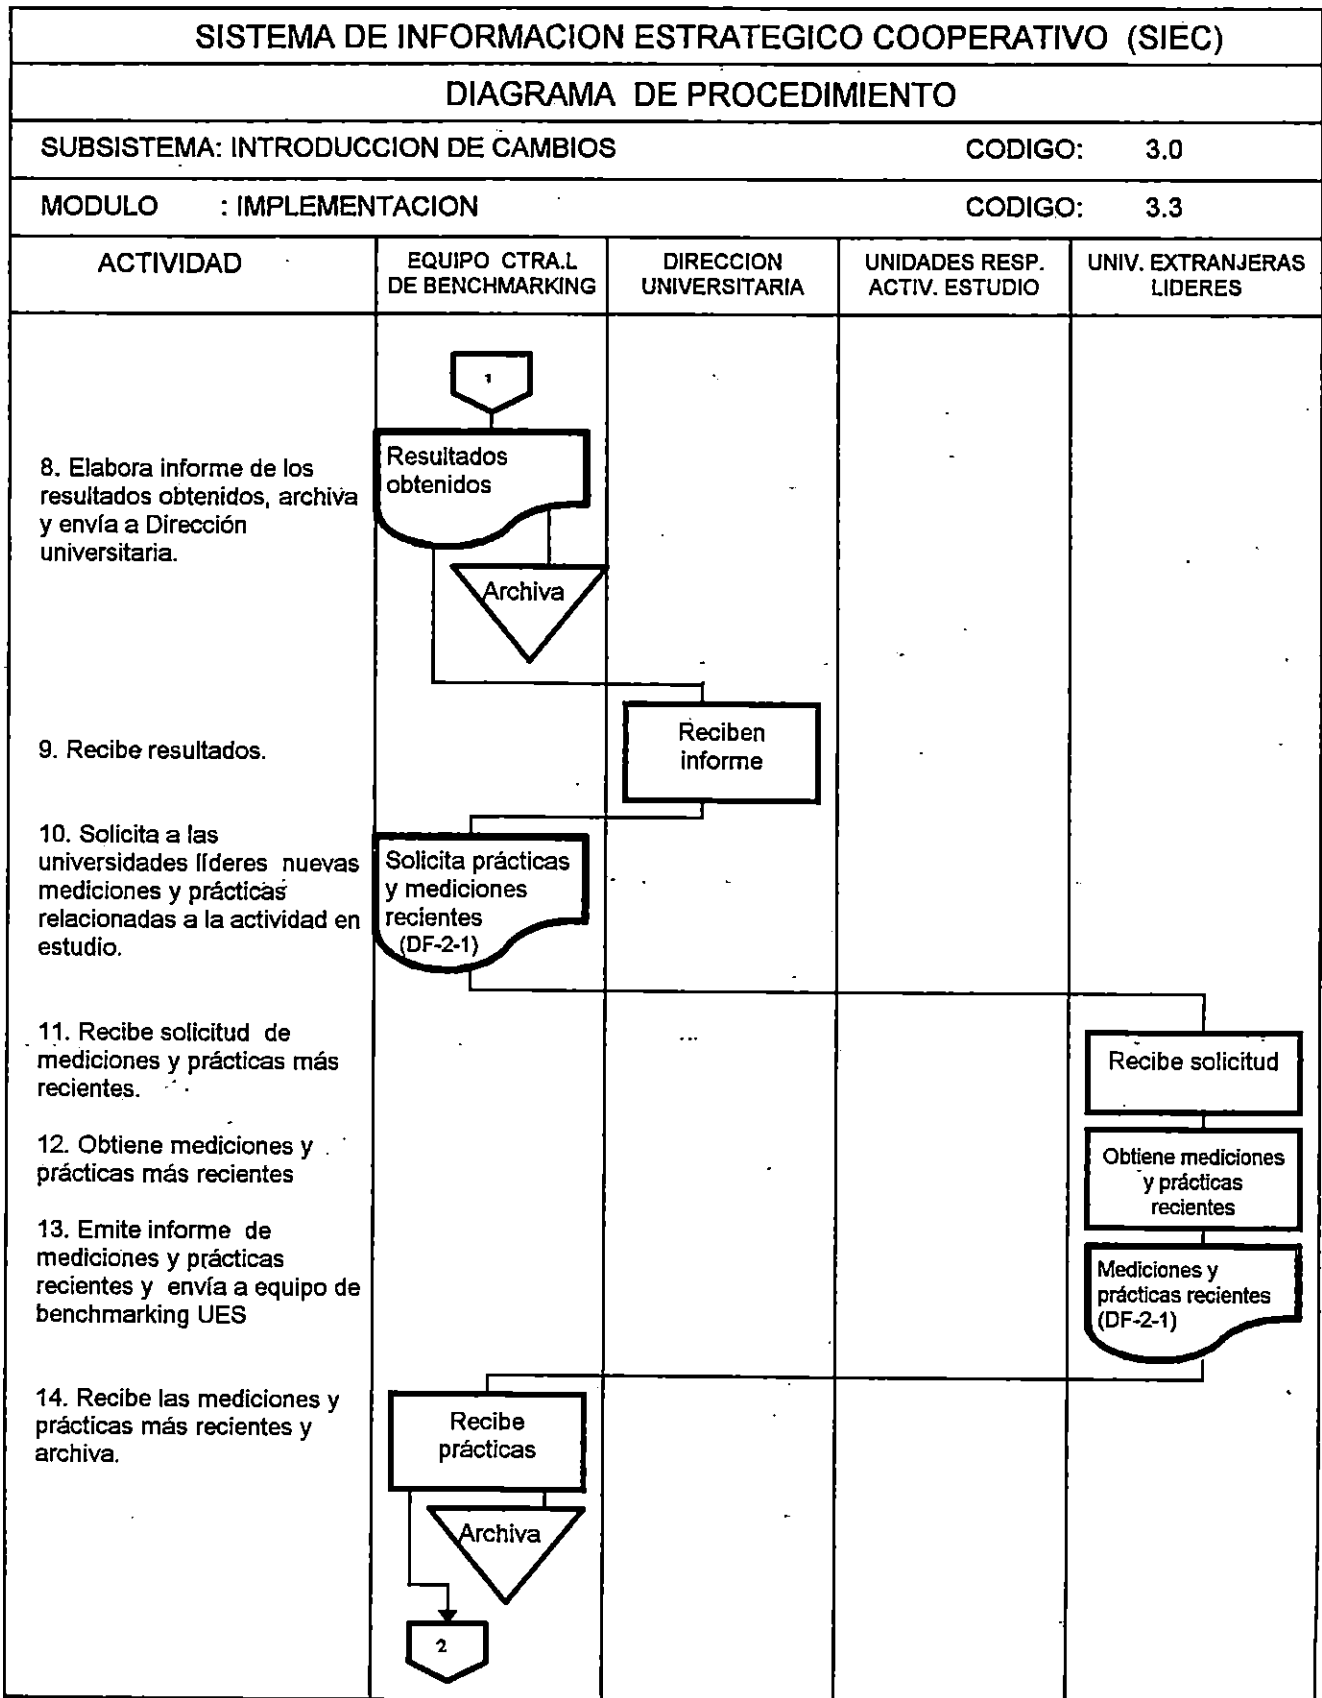 SISTEMA DE INFORMACION ESTRATEGICO COOPERATIVO (SIEC)
DIAGRAMA DE PROCEDIMIENTO
SUBSISTEMA: INTRODUCCION DE CAMBIOS CODIGO: 3.0
MODULO : IMPLEMENTACION CODIGO: 3.3
ACTIVIDAD
EQUIPO CTRA.L
DE BENCHMARKING
DIRECCION
UNIVERSITARIA
UNIDADES RESP.
ACTIV. ESTUDIO
UNIV. EXTRANJERAS
LIDERES
1
8. Elabora informe de los
resultados obtenidos, archiva
y envía a Dirección
universitaria.
Resultados
obtenidos
Archiva
9. Recibe resultados.
Reciben
informe
10. Solicita a las
universidades líderes nuevas
mediciones y prácticas
relacionadas a la actividad en
estudio.
Solicita prácticas
y mediciones
recientes
(DF-2-1)
11. Recibe solicitud de
mediciones y prácticas más
recientes.
Recibe solicitud
12. Obtiene mediciones y
prácticas más recientes
Obtiene mediciones
y prácticas
recientes
13. Emite informe de
mediciones y prácticas
recientes y envía a equipo de
benchmarking UES
Mediciones y
prácticas recientes
(DF-2-1)
14. Recibe las mediciones y
prácticas más recientes y
archiva.
Recibe
prácticas
Archiva
2